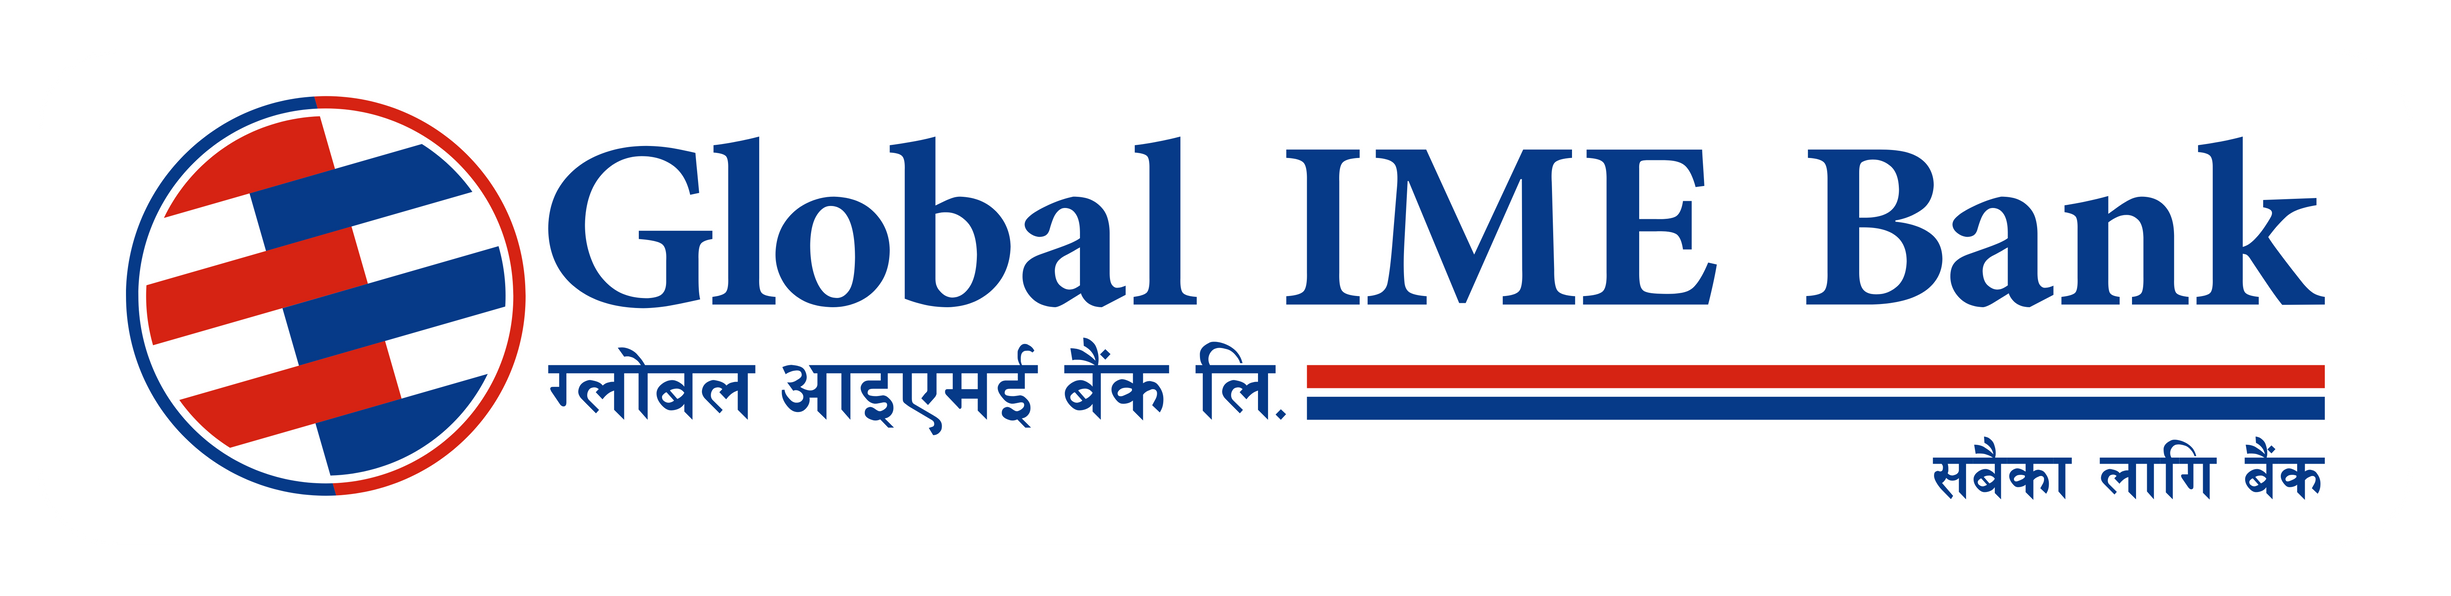 Global IME Bank
ग्लोबल आइएमई बैंक लि.
सबैका लागि बैंक